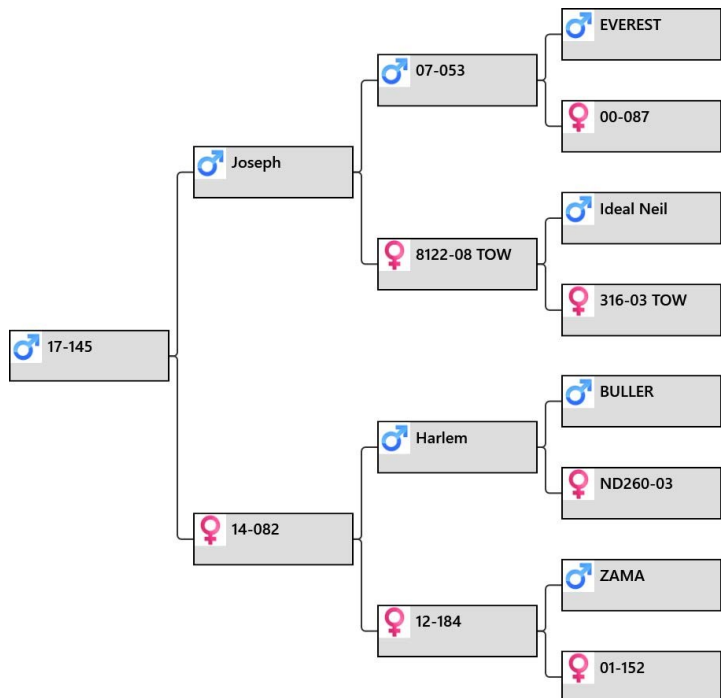 EVEREST
07-053
00-087
Joseph
Ideal Neil
8122-08 TOW
316-03 TOW
17-145
BULLER
Harlem
ND260-03
14-082
ZAMA
12-184
01-152